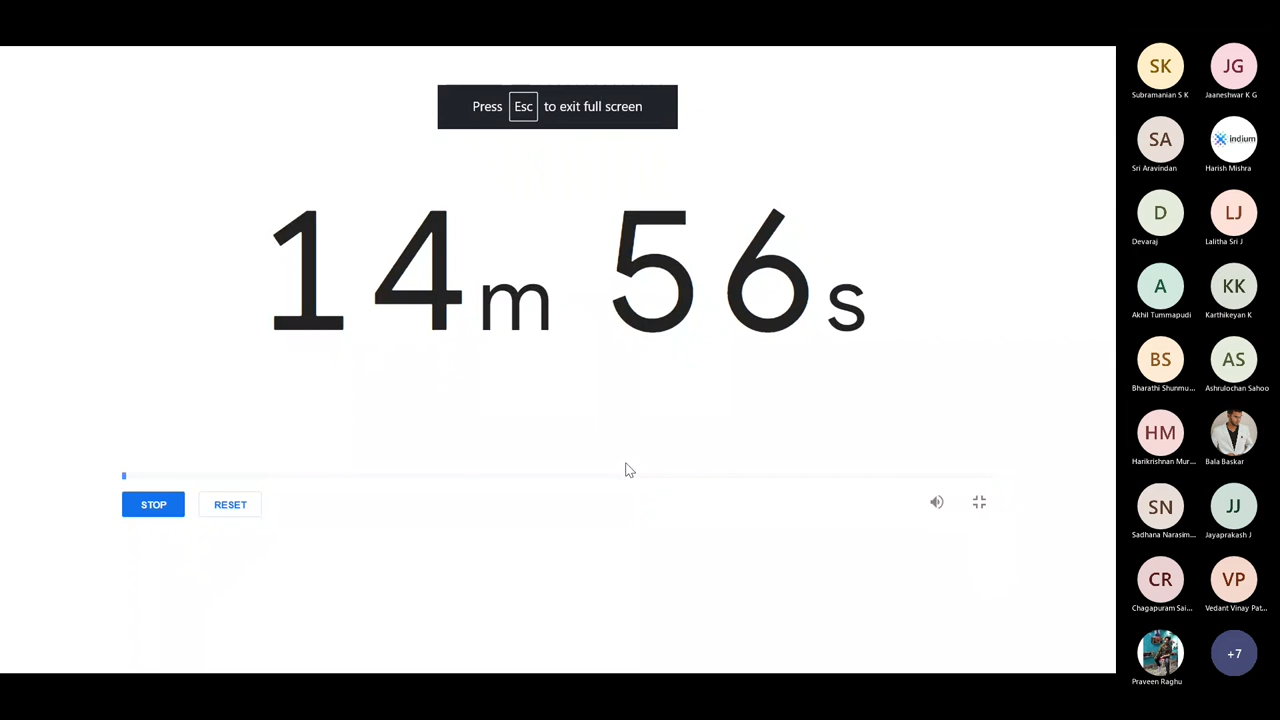 Press Esc to exit full screen
14m 56s
STOP RESET
SK JG
Subramanian S K Jaaneshwar K G
SA indium
Sri Aravindan Harish Mishra
D LJ
Devaraj Lalitha Sri J
A KK
Akhil Tummapudi Karthikeyan K
BS AS
Bharathi Shunmu... Ashrulochan Sahoo
HM
Harikrishnan Mur... Bala Baskar
SN JJ
Sadhana Narasim... Jayaprakash J
CR VP
Chagapuram Sai... Vedant Vinay Pat...
+7
Praveen Raghu